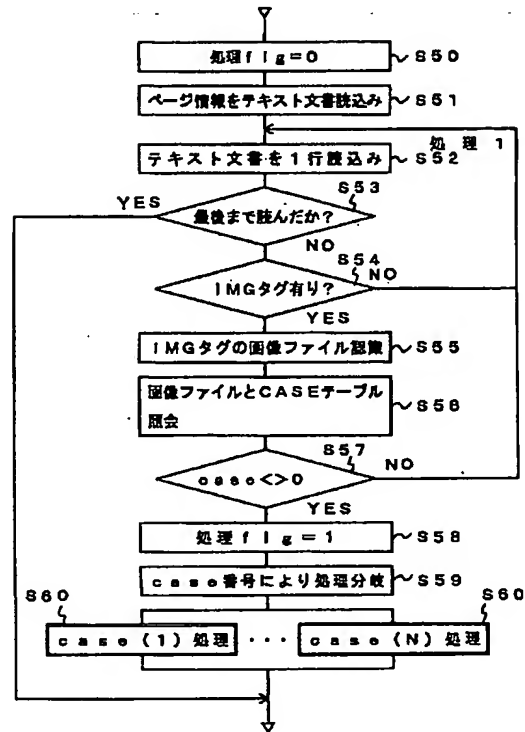 処理flg=0 S50
ページ情報をテキスト文書読込み S51
処理1
テキスト文書を1行読込み S52
S53
YES 最後まで読んだか?
NO
S54
IMGタグ有り? NO
YES
IMGタグの画像ファイル認識 S55
画像ファイルとCASEテーブル
照会 S56
S57
case<>0 NO
YES
処理flg=1 S58
case番号により処理分岐 S59
S60 S60
case(1)処理 ・・・ case(N)処理